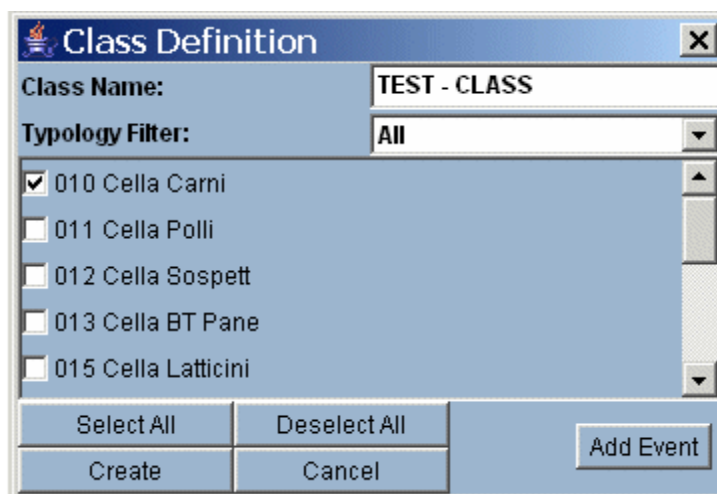 Class Definition
Class Name: TEST - CLASS
Typology Filter: All
010 Cella Carni
011 Cella Polli
012 Cella Sospett
013 Cella BT Pane
015 Cella Latticini
Select All Deselect All Add Event
Create Cancel